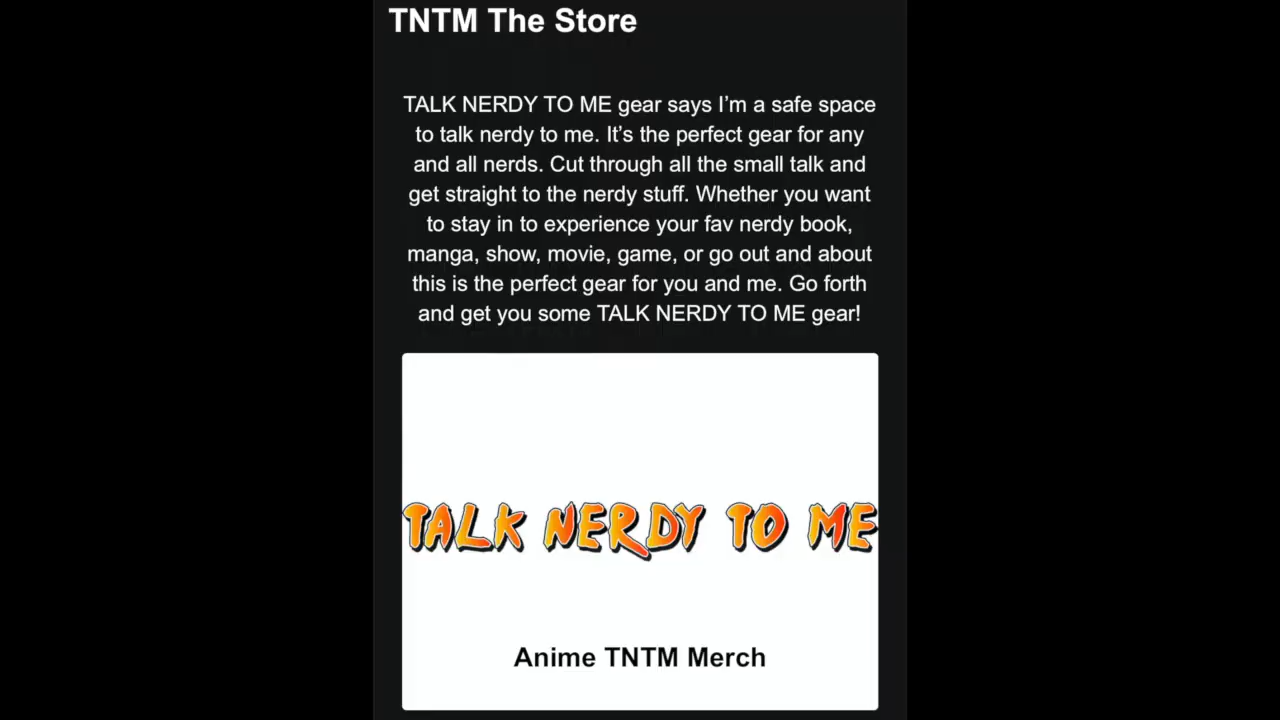 TNTM The Store
TALK NERDY TO ME gear says I’m a safe space
to talk nerdy to me. It’s the perfect gear for any
and all nerds. Cut through all the small talk and
get straight to the nerdy stuff. Whether you want
to stay in to experience your fav nerdy book,
manga, show, movie, game, or go out and about
this is the perfect gear for you and me. Go forth
and get you some TALK NERDY TO ME gear!
TALK NERDY TO ME
Anime TNTM Merch